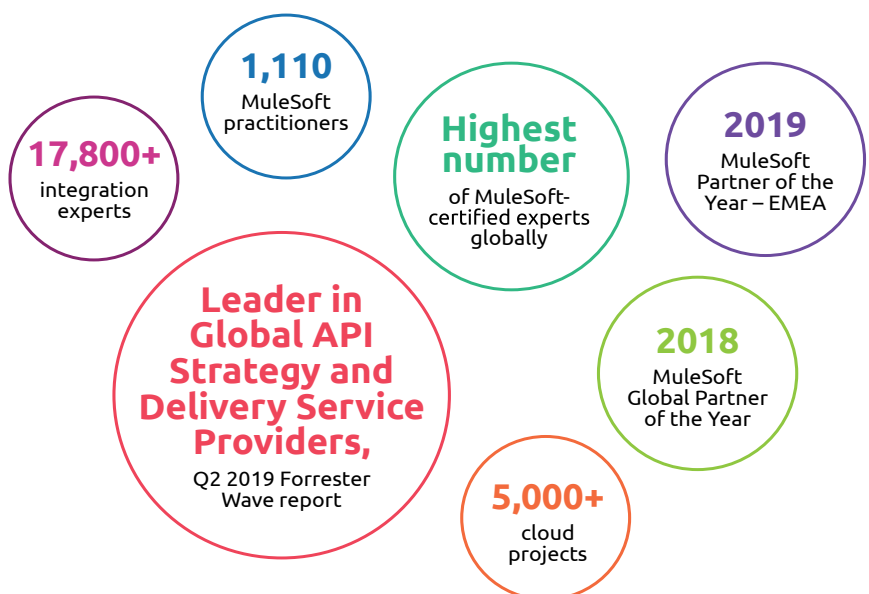 1,110
MuleSoft
practitioners
17,800+
integration
experts
Highest
number
of MuleSoft-
certified experts
globally
2019
MuleSoft
Partner of the
Year – EMEA
Leader in
Global API
Strategy and
Delivery Service
Providers,
Q2 2019 Forrester
Wave report
2018
MuleSoft
Global Partner
of the Year
5,000+
cloud
projects